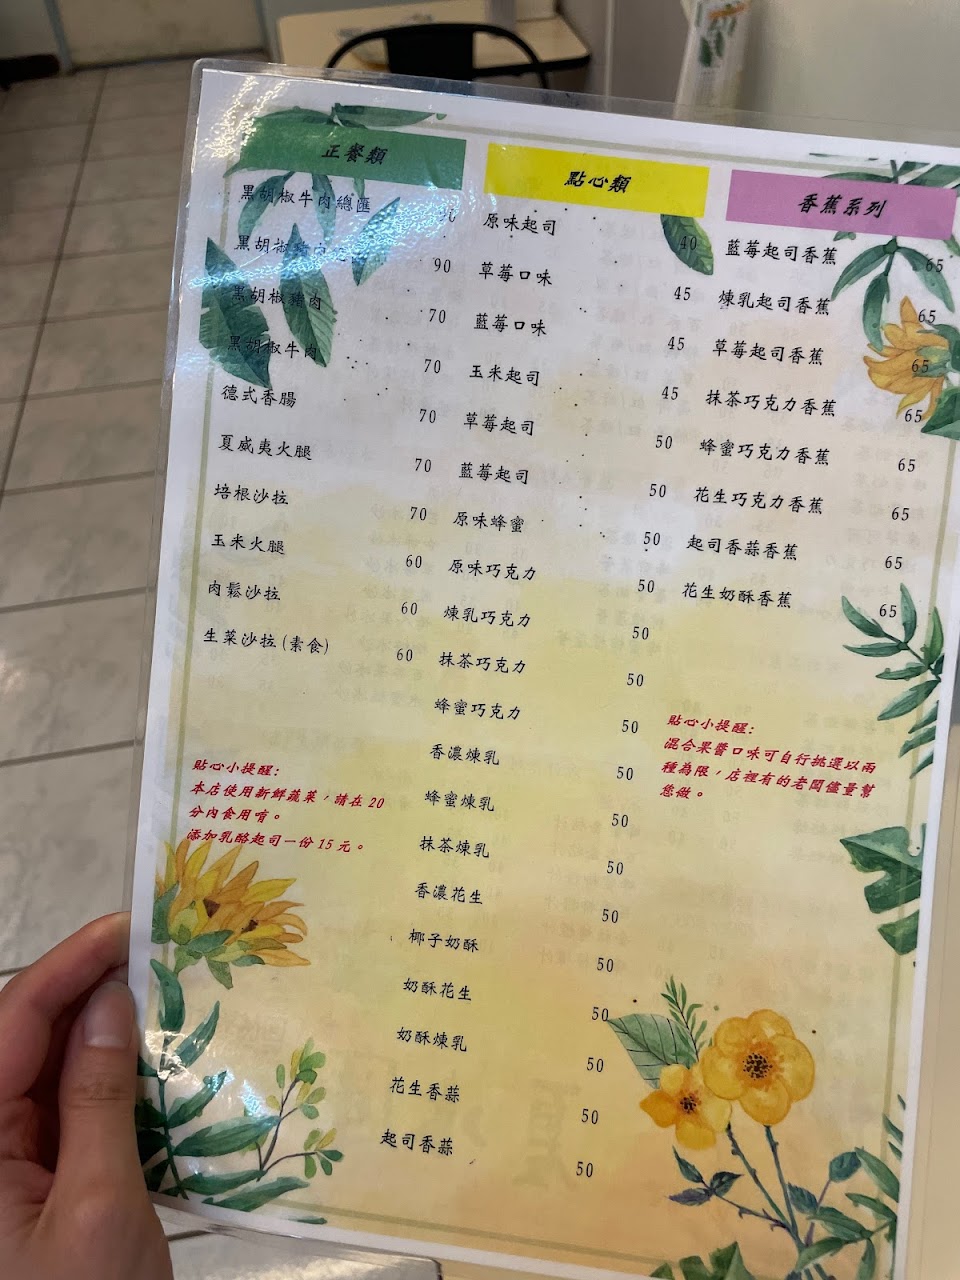 正餐類
黑胡椒牛肉總匯 90
黑胡椒 90
黑胡椒豬肉 70
黑胡椒牛肉 70
德式香腸 70
夏威夷火腿 70
培根沙拉 70
玉米火腿 60
肉鬆沙拉 60
生菜沙拉(素食) 60
貼心小提醒:
本店使用新鮮蔬菜，請在 20
分內食用唷。
添加乳酪起司一份 15 元。
點心類
原味起司 40
草莓口味 45
藍莓口味 45
玉米起司 45
草莓起司 50
藍莓起司 50
原味蜂蜜 50
原味巧克力 50
煉乳巧克力 50
抹茶巧克力 50
蜂蜜巧克力 50
香濃煉乳 50
蜂蜜煉乳 50
抹茶煉乳 50
香濃花生 50
椰子奶酥 50
奶酥花生 50
奶酥煉乳 50
花生香蒜 50
起司香蒜 50
香蕉系列
藍莓起司香蕉 65
煉乳起司香蕉 65
草莓起司香蕉 65
抹茶巧克力香蕉 65
蜂蜜巧克力香蕉 65
花生巧克力香蕉 65
起司香蒜香蕉 65
花生奶酥香蕉 65
貼心小提醒:
混合果醬口味可自行挑選以兩
種為限，店裡有的老闆儘量幫
您做。